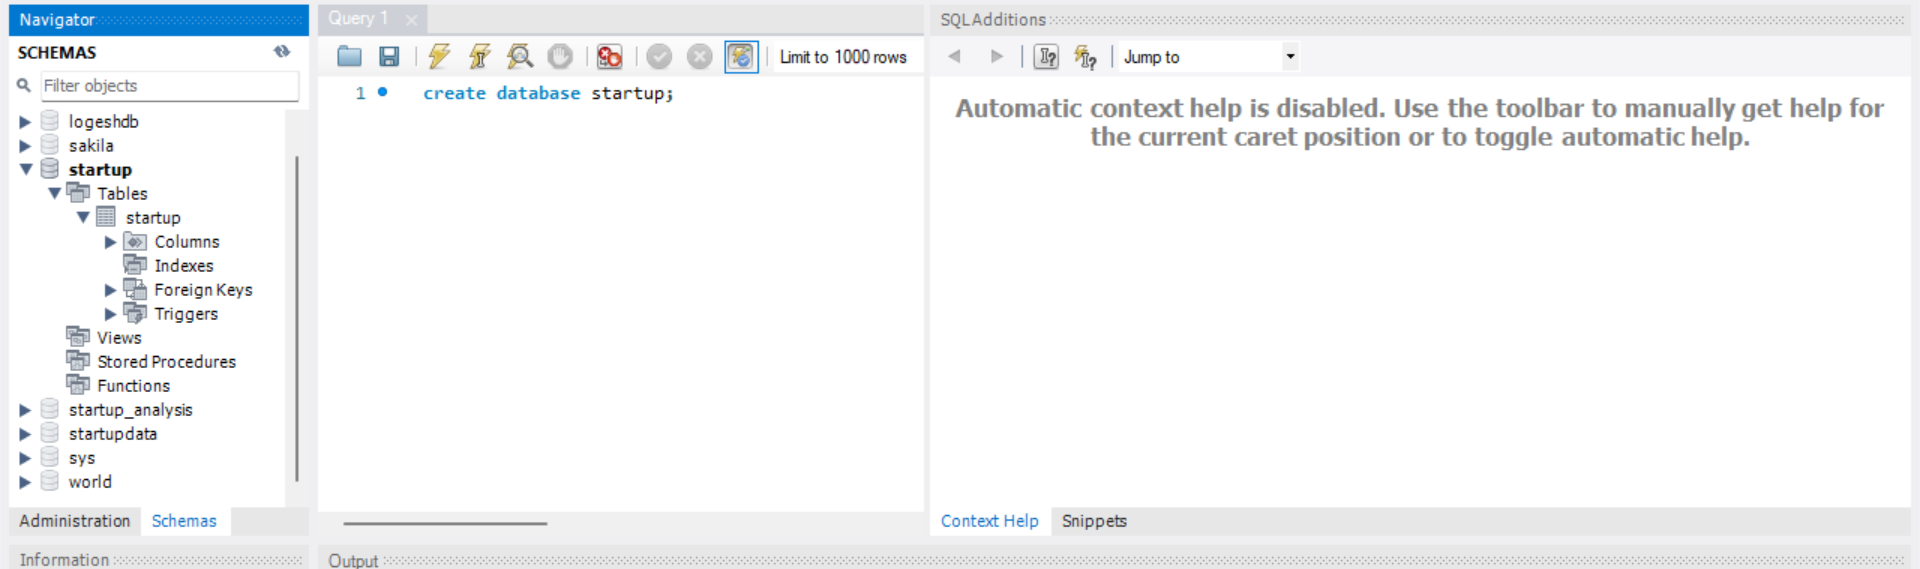 Navigator
SCHEMAS
Filter objects
logeshdb
sakila
startup
Tables
startup
Columns
Indexes
Foreign Keys
Triggers
Views
Stored Procedures
Functions
startup_analysis
startupdata
sys
world
Administration Schemas
Information
Query 1
Limit to 1000 rows
1 create database startup;
Output
SQLAdditions
Jump to
Automatic context help is disabled. Use the toolbar to manually get help for
the current caret position or to toggle automatic help.
Context Help Snippets